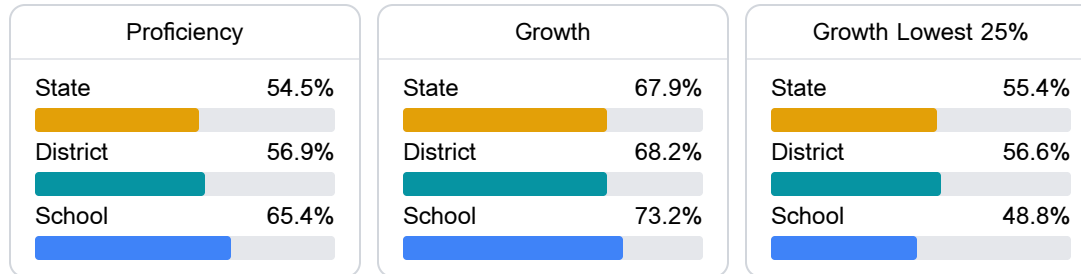 Proficiency
State 54.5%
District 56.9%
School 65.4%
Growth
State 67.9%
District 68.2%
School 73.2%
Growth Lowest 25%
State 55.4%
District 56.6%
School 48.8%